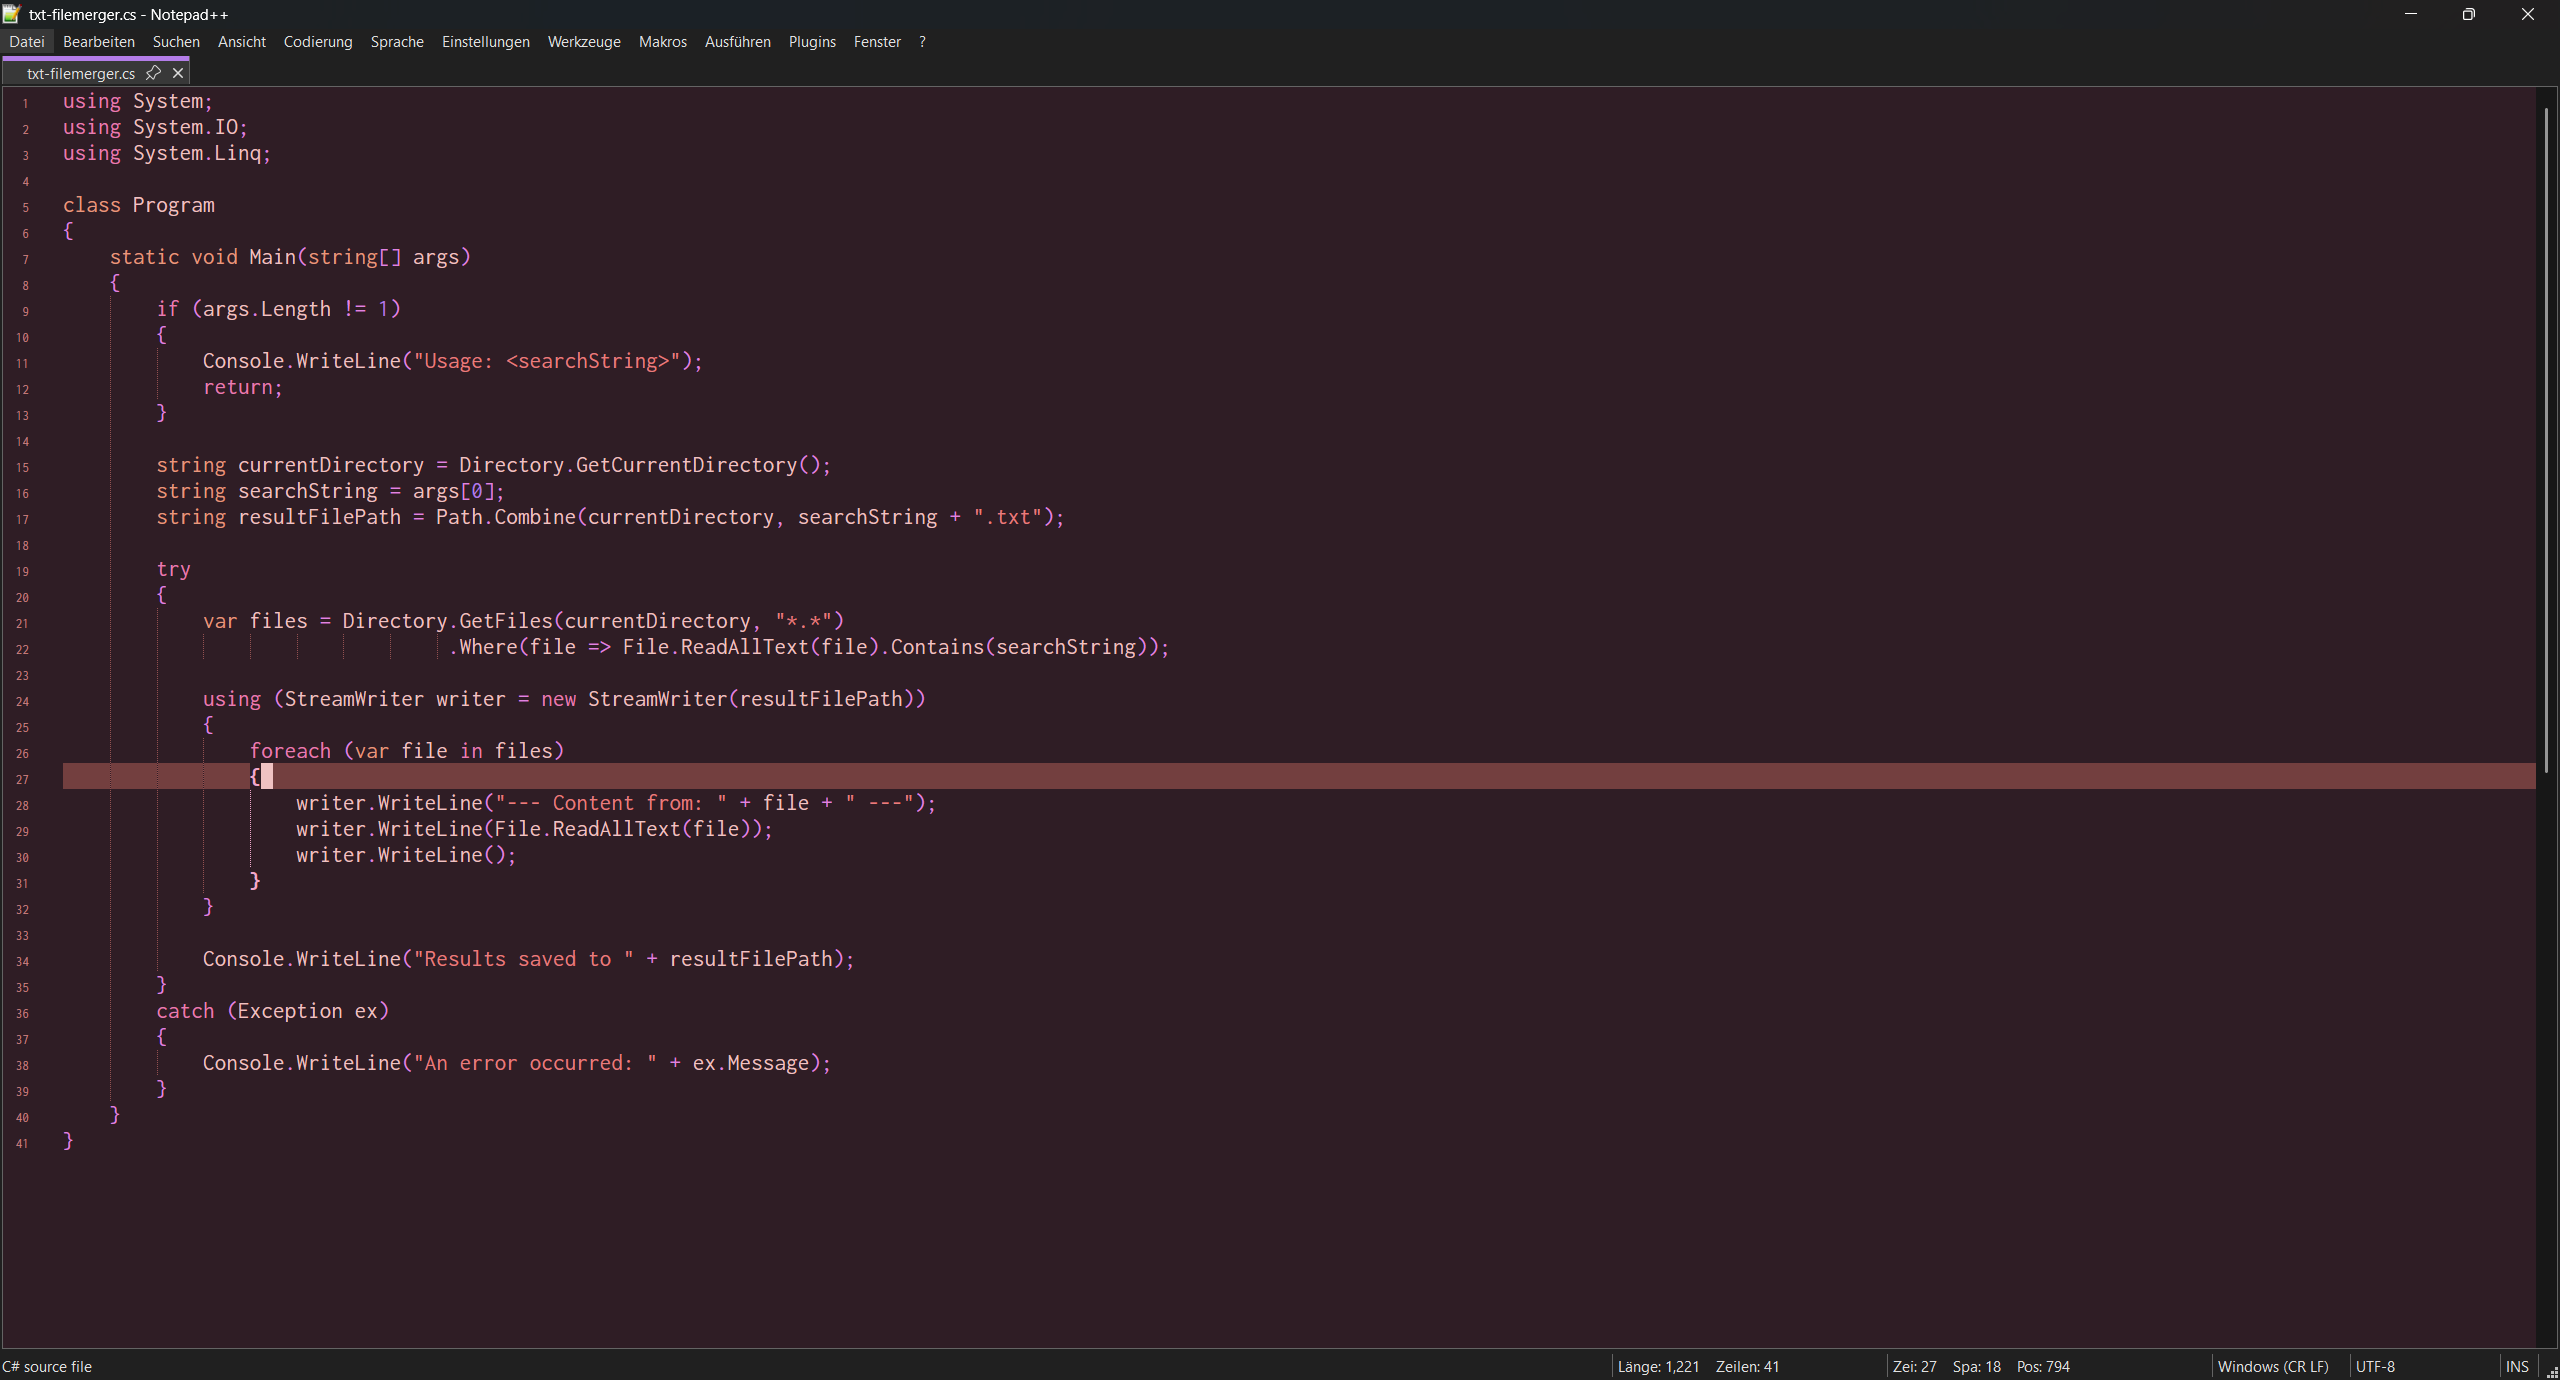 txt-filemerger.cs - Notepad++
Datei Bearbeiten Suchen Ansicht Codierung Sprache Einstellungen Werkzeuge Makros Ausführen Plugins Fenster ?
txt-filemerger.cs
1 using System;
2 using System.IO;
3 using System.Linq;
4
5 class Program
6 {
7     static void Main(string[] args)
8     {
9         if (args.Length != 1)
10         {
11             Console.WriteLine("Usage: <searchString>");
12             return;
13         }
14
15         string currentDirectory = Directory.GetCurrentDirectory();
16         string searchString = args[0];
17         string resultFilePath = Path.Combine(currentDirectory, searchString + ".txt");
18
19         try
20         {
21             var files = Directory.GetFiles(currentDirectory, "*.*")
22                                  .Where(file => File.ReadAllText(file).Contains(searchString));
23
24             using (StreamWriter writer = new StreamWriter(resultFilePath))
25             {
26                 foreach (var file in files)
27                 {
28                     writer.WriteLine("--- Content from: " + file + " ---");
29                     writer.WriteLine(File.ReadAllText(file));
30                     writer.WriteLine();
31                 }
32             }
33
34             Console.WriteLine("Results saved to " + resultFilePath);
35         }
36         catch (Exception ex)
37         {
38             Console.WriteLine("An error occurred: " + ex.Message);
39         }
40     }
41 }
C# source file Länge: 1,221 Zeilen: 41 Zei: 27 Spa: 18 Pos: 794 Windows (CR LF) UTF-8 INS